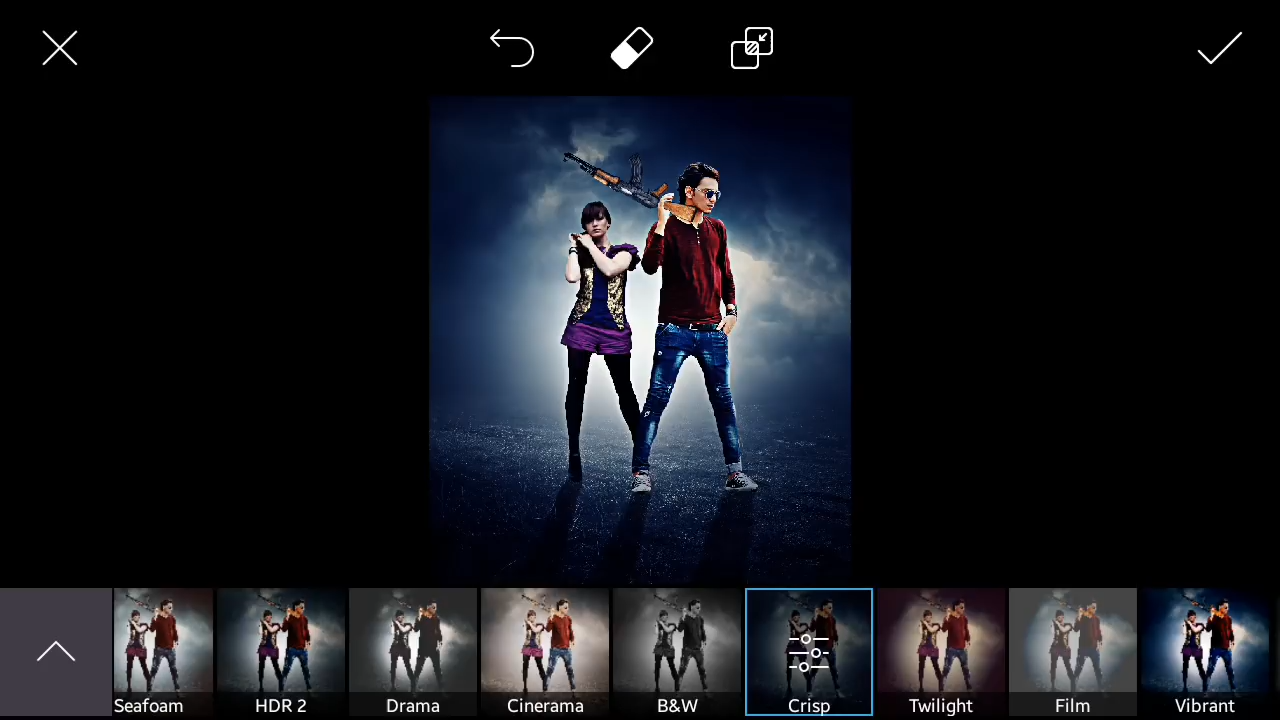 Seafoam
HDR 2
Drama
Cinerama
B&W
Crisp
Twilight
Film
Vibrant